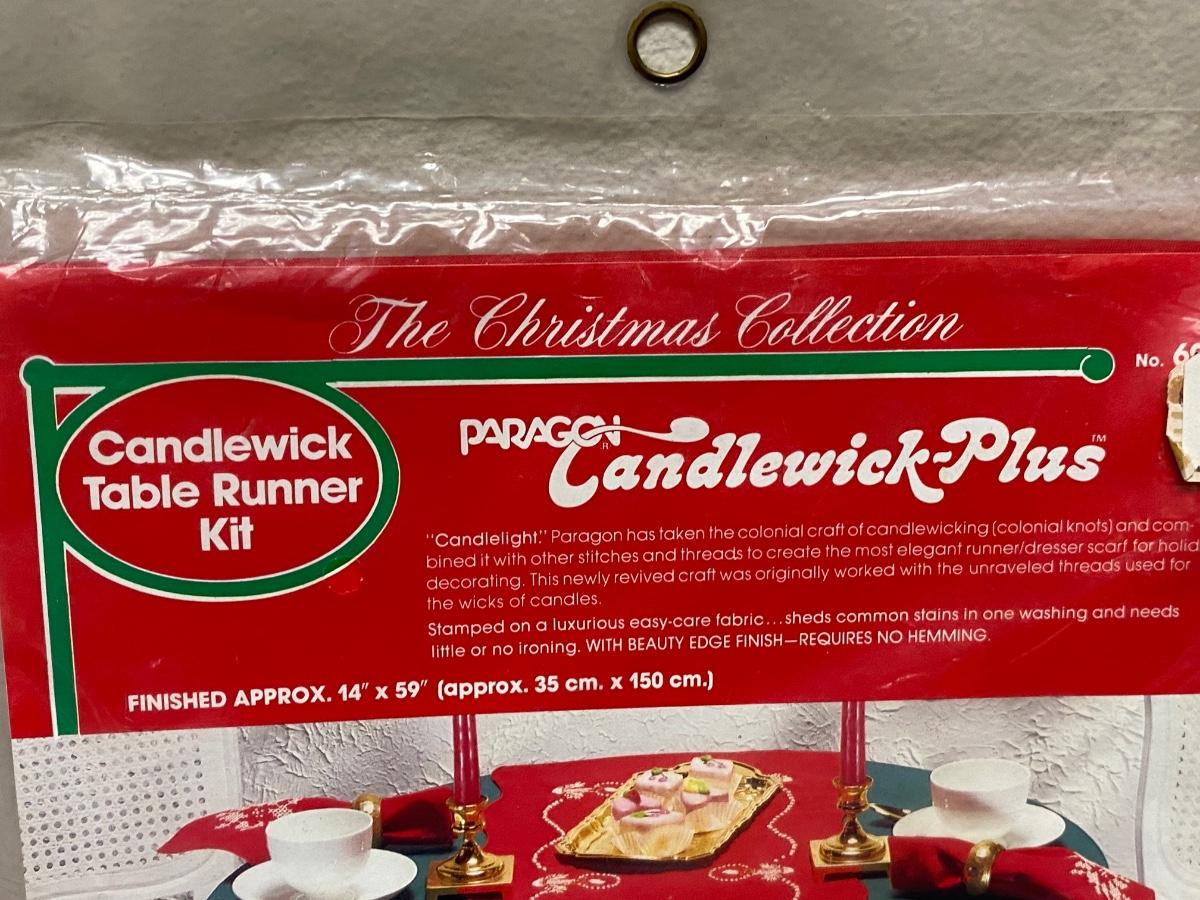 The Christmas Collection
No. 6
Candlewick
Table Runner
Kit
PARAGON®
Candlewick-Plus™
"Candlelight." Paragon has taken the colonial craft of candlewicking (colonial knots) and com-
bined it with other stitches and threads to create the most elegant runner/dresser scarf for holid
decorating. This newly revived craft was originally worked with the unraveled threads used for
the wicks of candles.
Stamped on a luxurious easy-care fabric...sheds common stains in one washing and needs
little or no ironing. WITH BEAUTY EDGE FINISH—REQUIRES NO HEMMING.
FINISHED APPROX. 14" x 59" (approx. 35 cm. x 150 cm.)